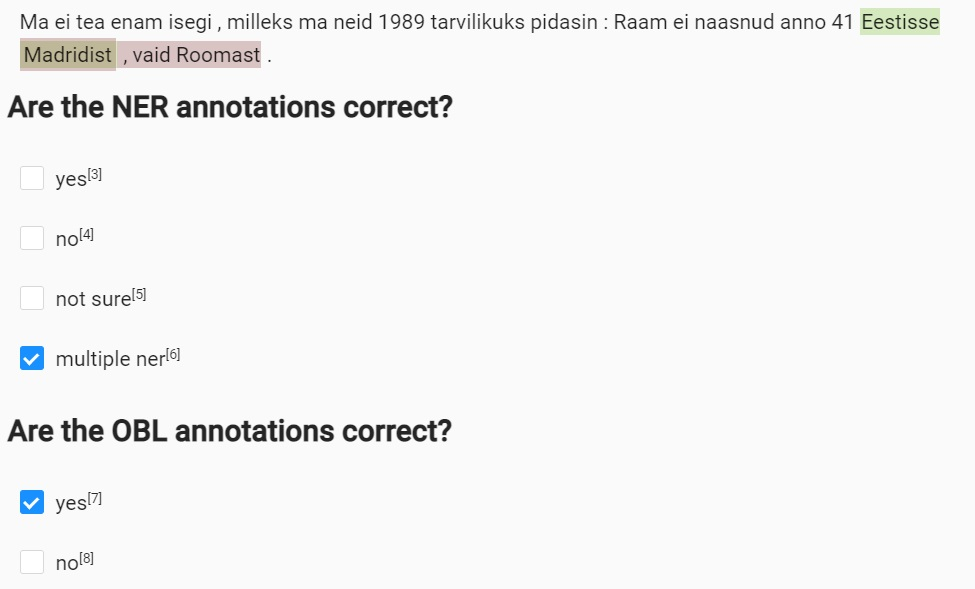 Ma ei tea enam isegi , milleks ma neid 1989 tarvilikuks pidasin : Raam ei naasnud anno 41 Eestisse
Madridist , vaid Roomast .
Are the NER annotations correct?
yes[3]
no[4]
not sure[5]
multiple ner[6]
Are the OBL annotations correct?
yes[7]
no[8]